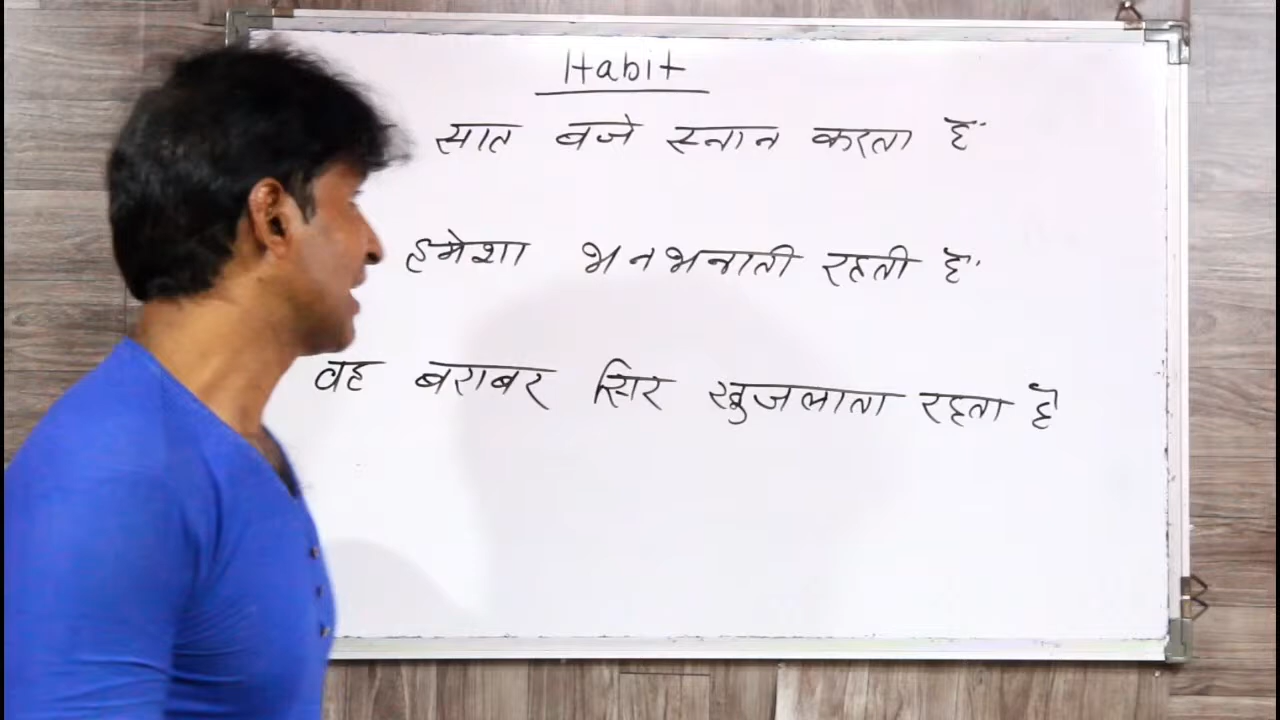 Habit
सात बजे स्नान करता हैं
हमेशा भनभनाती रहती हैं
वह बराबर सिर खुजलाता रहता है